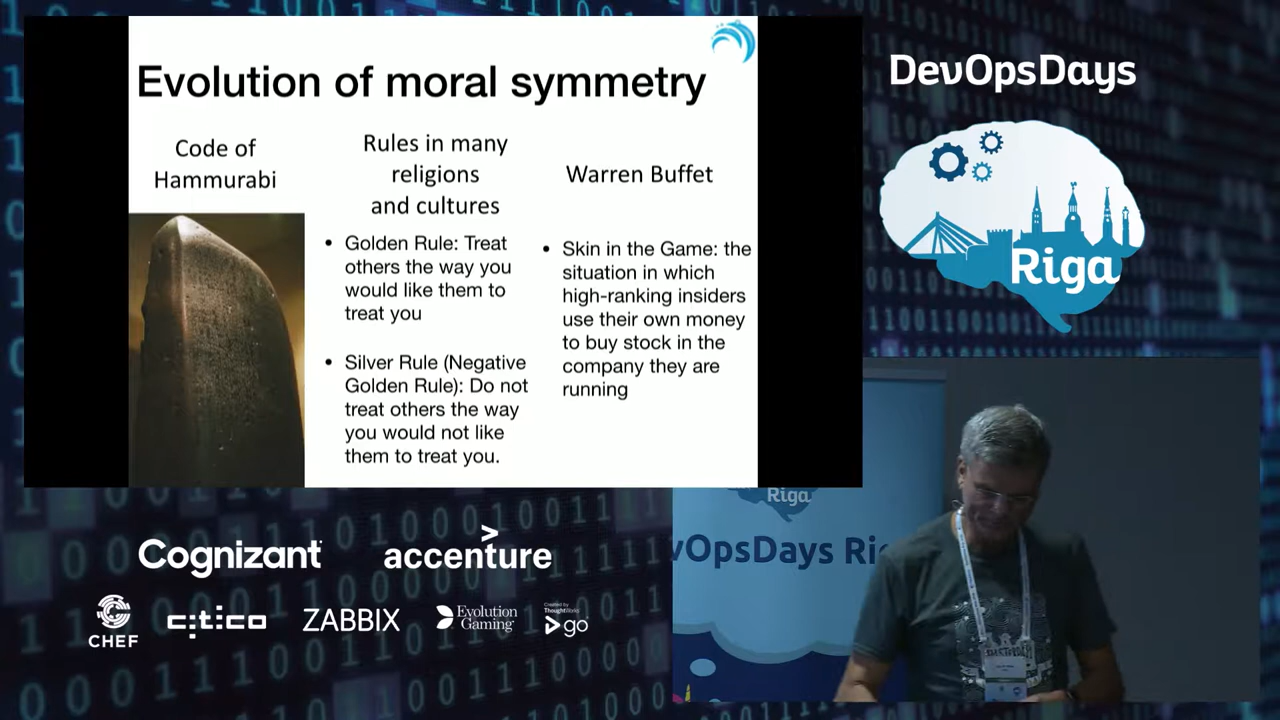 Evolution of moral symmetry
Code of
Hammurabi
Rules in many
religions
and cultures
• Golden Rule: Treat
others the way you
would like them to
treat you
• Silver Rule (Negative
Golden Rule): Do not
treat others the way
you would not like
them to treat you.
Warren Buffet
• Skin in the Game: the
situation in which
high-ranking insiders
use their own money
to buy stock in the
company they are
running
DevOpsDays
Riga
Riga
vOpsDays Ri
Cognizant
accenture
CHEF
citico
ZABBIX
Evolution
Gaming
Created by
ThoughtWorks
go